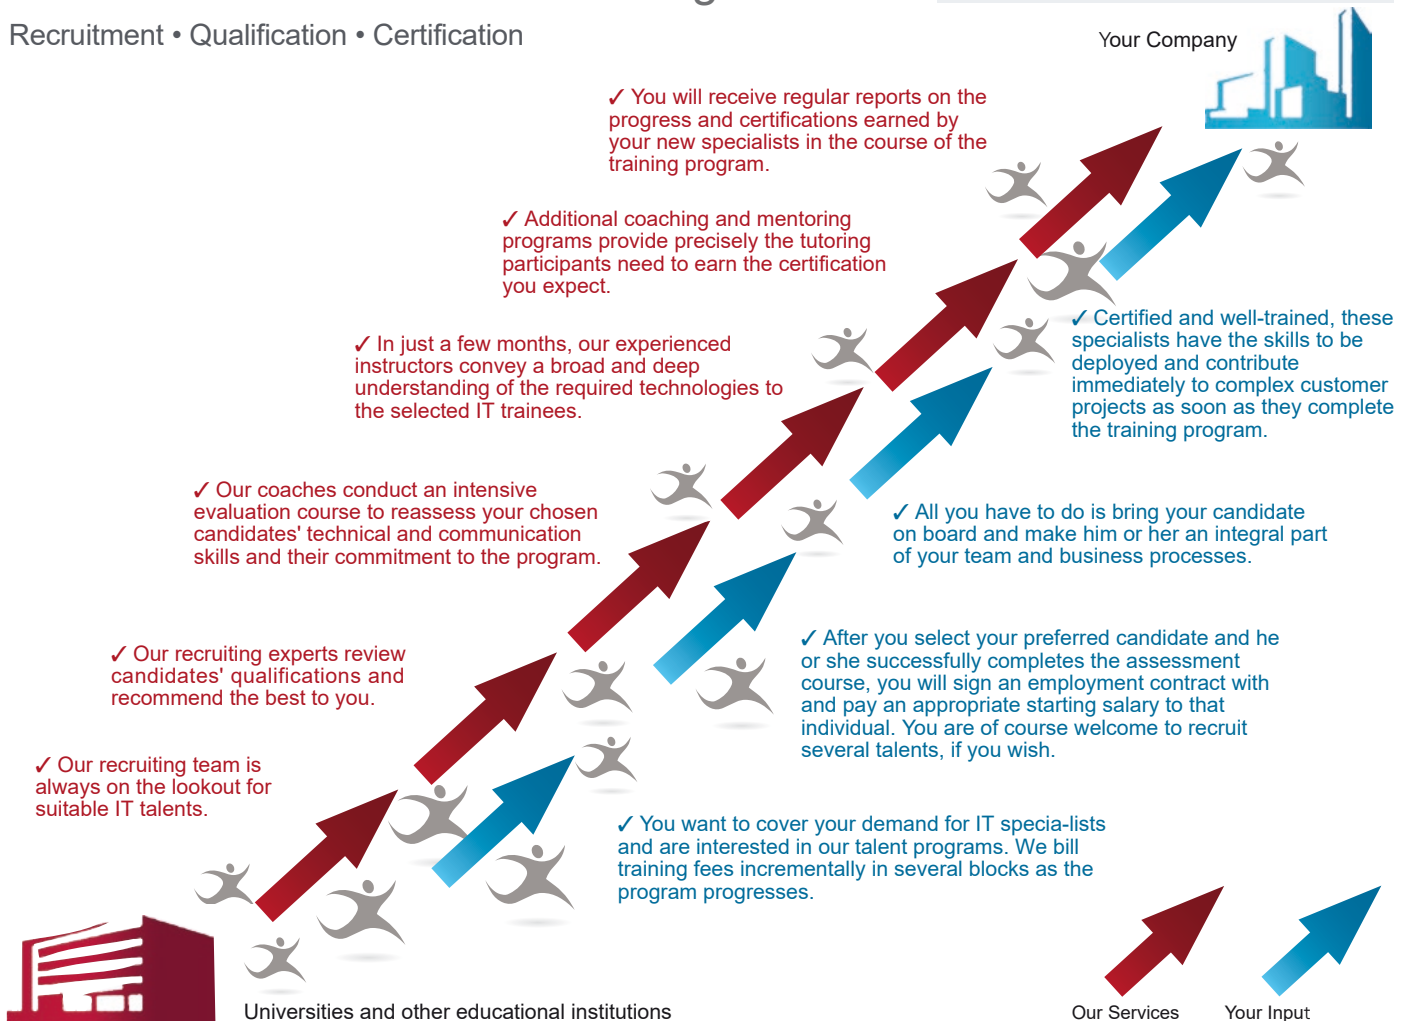 Recruitment • Qualification • Certification
Your Company
✓ You will receive regular reports on the
progress and certifications earned by
your new specialists in the course of the
training program.
✓ Additional coaching and mentoring
programs provide precisely the tutoring
participants need to earn the certification
you expect.
✓ Certified and well-trained, these
specialists have the skills to be
deployed and contribute
immediately to complex customer
projects as soon as they complete
the training program.
✓ In just a few months, our experienced
instructors convey a broad and deep
understanding of the required technologies to
the selected IT trainees.
✓ Our coaches conduct an intensive
evaluation course to reassess your chosen
candidates' technical and communication
skills and their commitment to the program.
✓ All you have to do is bring your candidate
on board and make him or her an integral part
of your team and business processes.
✓ Our recruiting experts review
candidates' qualifications and
recommend the best to you.
✓ After you select your preferred candidate and he
or she successfully completes the assessment
course, you will sign an employment contract with
and pay an appropriate starting salary to that
individual. You are of course welcome to recruit
several talents, if you wish.
✓ Our recruiting team is
always on the lookout for
suitable IT talents.
✓ You want to cover your demand for IT specia-lists
and are interested in our talent programs. We bill
training fees incrementally in several blocks as the
program progresses.
Universities and other educational institutions
Our Services
Your Input